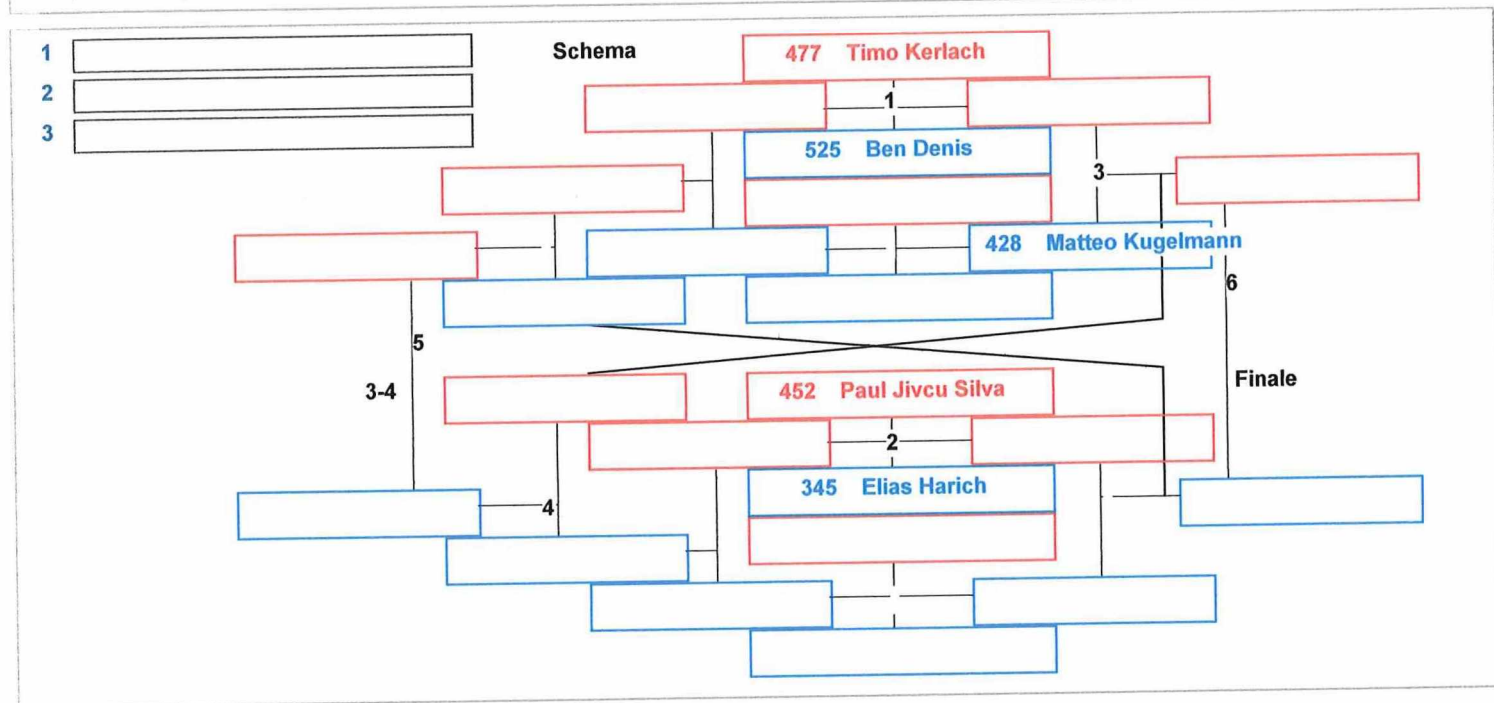 1
2
3
Schema
477 Timo Kerlach
1
525 Ben Denis
3
428 Matteo Kugelmann
6
5
3-4
452 Paul Jivcu Silva
Finale
2
345 Elias Harich
4